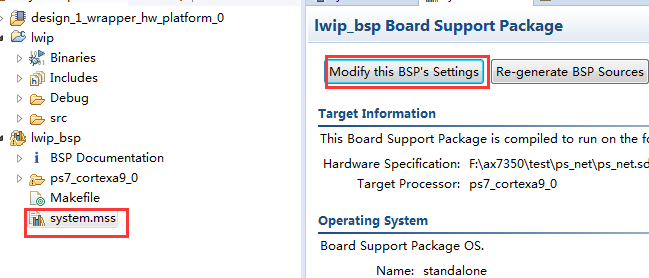 design_1_wrapper_hw_platform_0
lwip
Binaries
Includes
Debug
src
lwip_bsp
BSP Documentation
ps7_cortexa9_0
Makefile
system.mss
lwip_bsp Board Support Package
Modify this BSP's Settings
Re-generate BSP Sources
Target Information
This Board Support Package is compiled to run on the fo
Hardware Specification: F:\ax7350\test\ps_net\ps_net.sd
Target Processor: ps7_cortexa9_0
Operating System
Board Support Package OS.
Name: standalone